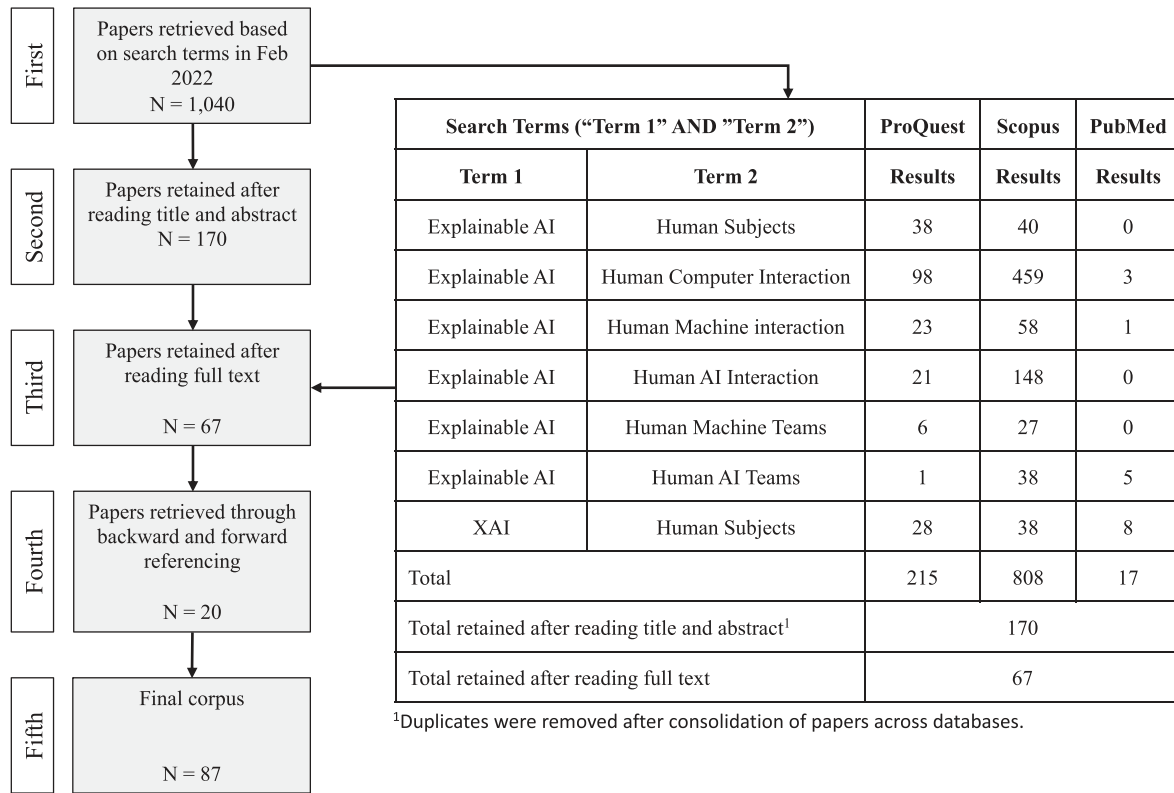 First
Papers retrieved based
on search terms in Feb
2022
N = 1,040
Second
Papers retained after
reading title and abstract
N = 170
Third
Papers retained after
reading full text
N = 67
Fourth
Papers retrieved through
backward and forward
referencing
N = 20
Fifth
Final corpus
N = 87
Search Terms (“Term 1” AND ”Term 2”) ProQuest Scopus PubMed
Term 1 Term 2 Results Results Results
Explainable AI Human Subjects 38 40 0
Explainable AI Human Computer Interaction 98 459 3
Explainable AI Human Machine interaction 23 58 1
Explainable AI Human AI Interaction 21 148 0
Explainable AI Human Machine Teams 6 27 0
Explainable AI Human AI Teams 1 38 5
XAI Human Subjects 28 38 8
Total 215 808 17
Total retained after reading title and abstract¹ 170
Total retained after reading full text 67
¹Duplicates were removed after consolidation of papers across databases.